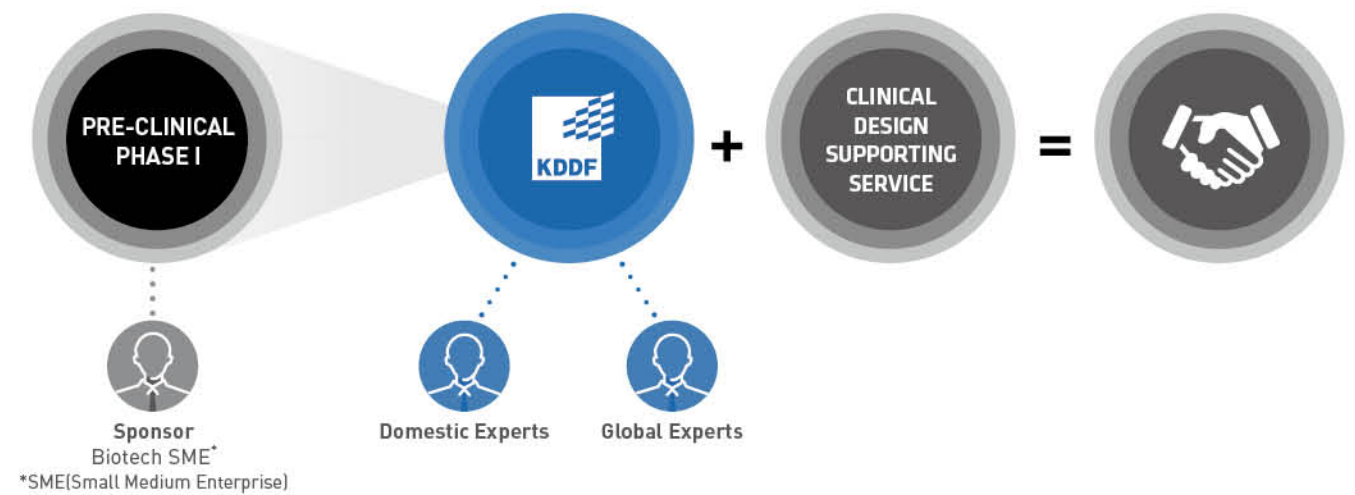 PRE-CLINICAL
PHASE I
KDDF
+
CLINICAL
DESIGN
SUPPORTING
SERVICE
=
Sponsor
Biotech SME*
*SME(Small Medium Enterprise)
Domestic Experts
Global Experts